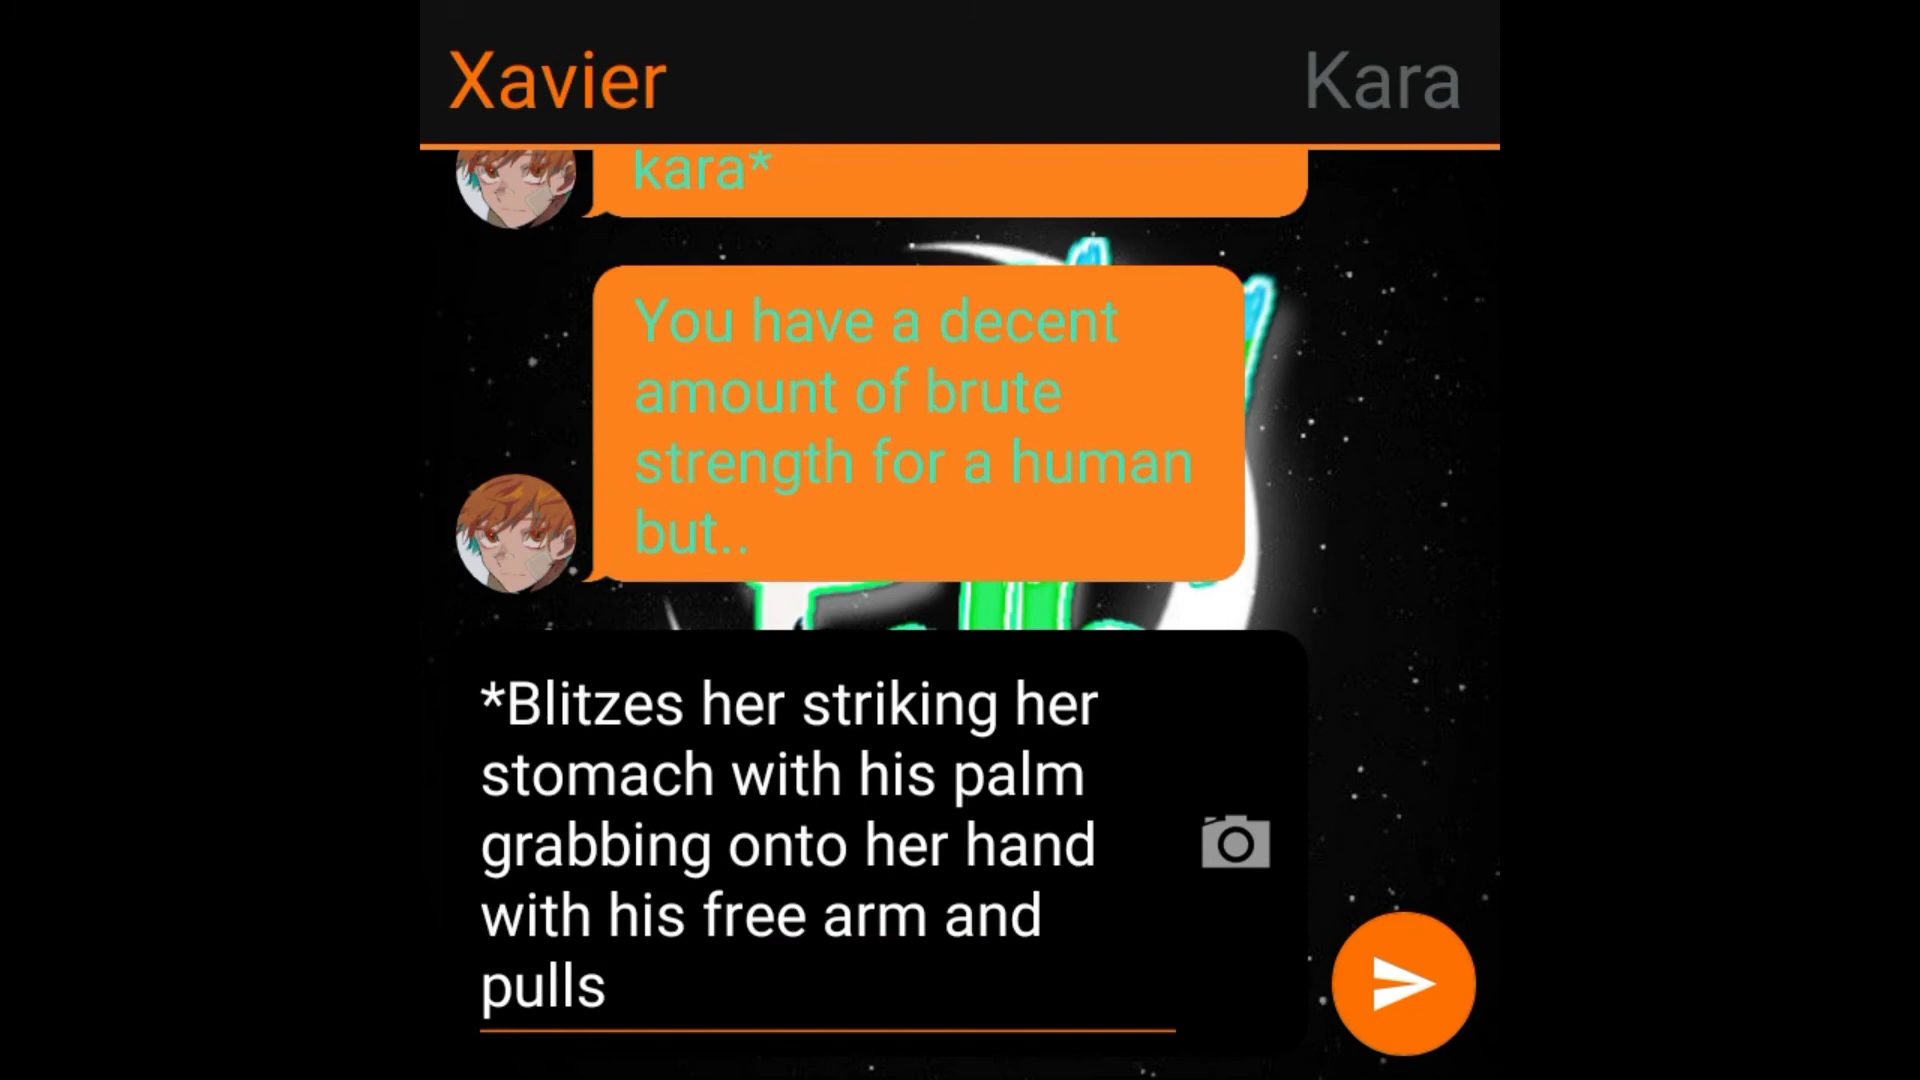 Xavier
Kara
kara*
You have a decent
amount of brute
strength for a human
but..
*Blitzes her striking her
stomach with his palm
grabbing onto her hand
with his free arm and
pulls